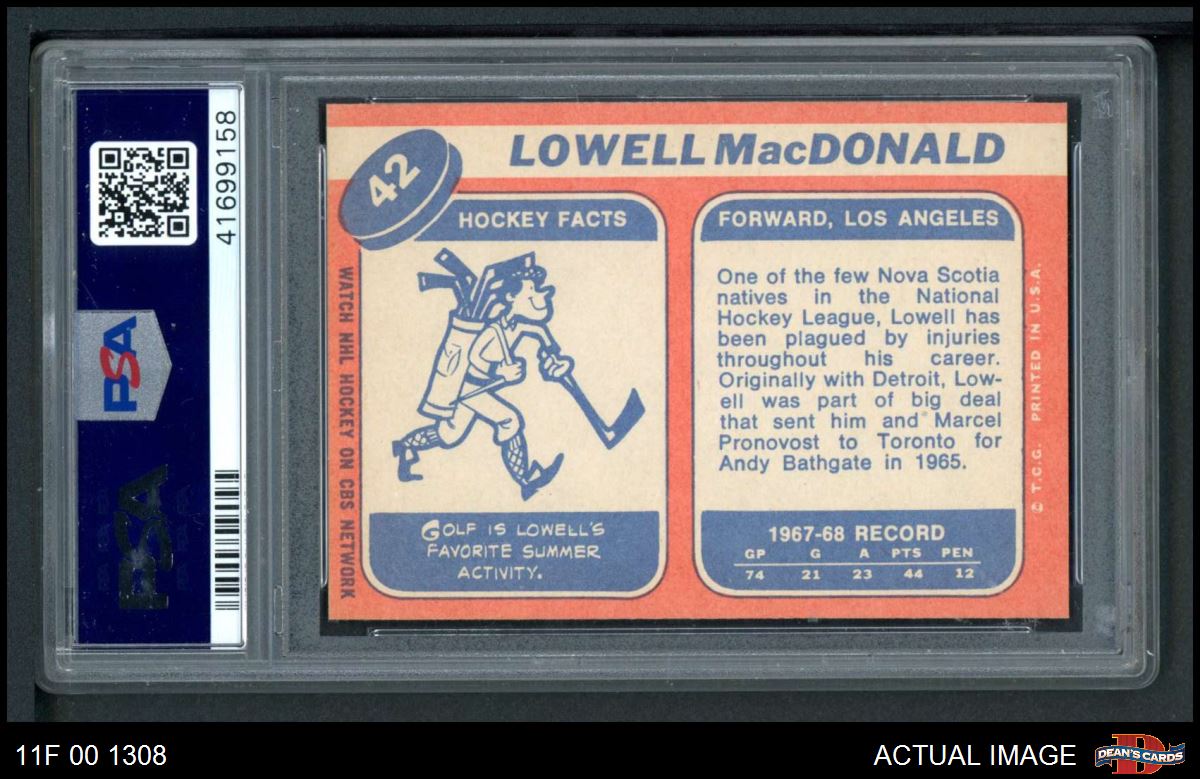 41699158
PSA
PSA
42
LOWELL MacDONALD
HOCKEY FACTS
GOLF IS LOWELL'S
FAVORITE SUMMER
ACTIVITY.
WATCH NHL HOCKEY ON CBS NETWORK
FORWARD, LOS ANGELES
One of the few Nova Scotia
natives in the National
Hockey League, Lowell has
been plagued by injuries
throughout his career.
Originally with Detroit, Low-
ell was part of big deal
that sent him and Marcel
Pronovost to Toronto for
Andy Bathgate in 1965.
1967-68 RECORD
GP G A PTS PEN
74 21 23 44 12
© T.C.G. PRINTED IN U.S.A.
11F 00 1308
ACTUAL IMAGE
D
DEAN'S CARDS